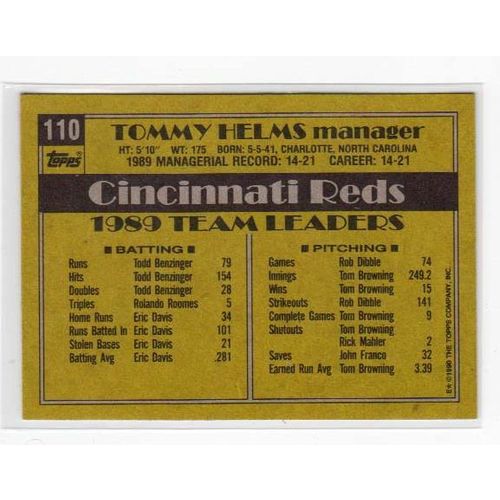 110
topps
TOMMY HELMS manager
HT: 5'10" WT: 175 BORN: 5-5-41, CHARLOTTE, NORTH CAROLINA
1989 MANAGERIAL RECORD: 14-21 CAREER: 14-21
Cincinnati Reds
1989 TEAM LEADERS
BATTING
Runs Todd Benzinger 79
Hits Todd Benzinger 154
Doubles Todd Benzinger 28
Triples Rolando Roomes 5
Home Runs Eric Davis 34
Runs Batted In Eric Davis 101
Stolen Bases Eric Davis 21
Batting Avg Eric Davis .281
PITCHING
Games Rob Dibble 74
Innings Tom Browning 249.2
Wins Tom Browning 15
Strikeouts Rob Dibble 141
Complete Games Tom Browning 9
Shutouts Tom Browning
Rick Mahler 2
Saves John Franco 32
Earned Run Avg Tom Browning 3.39
E* © 1990 THE TOPPS COMPANY, INC.